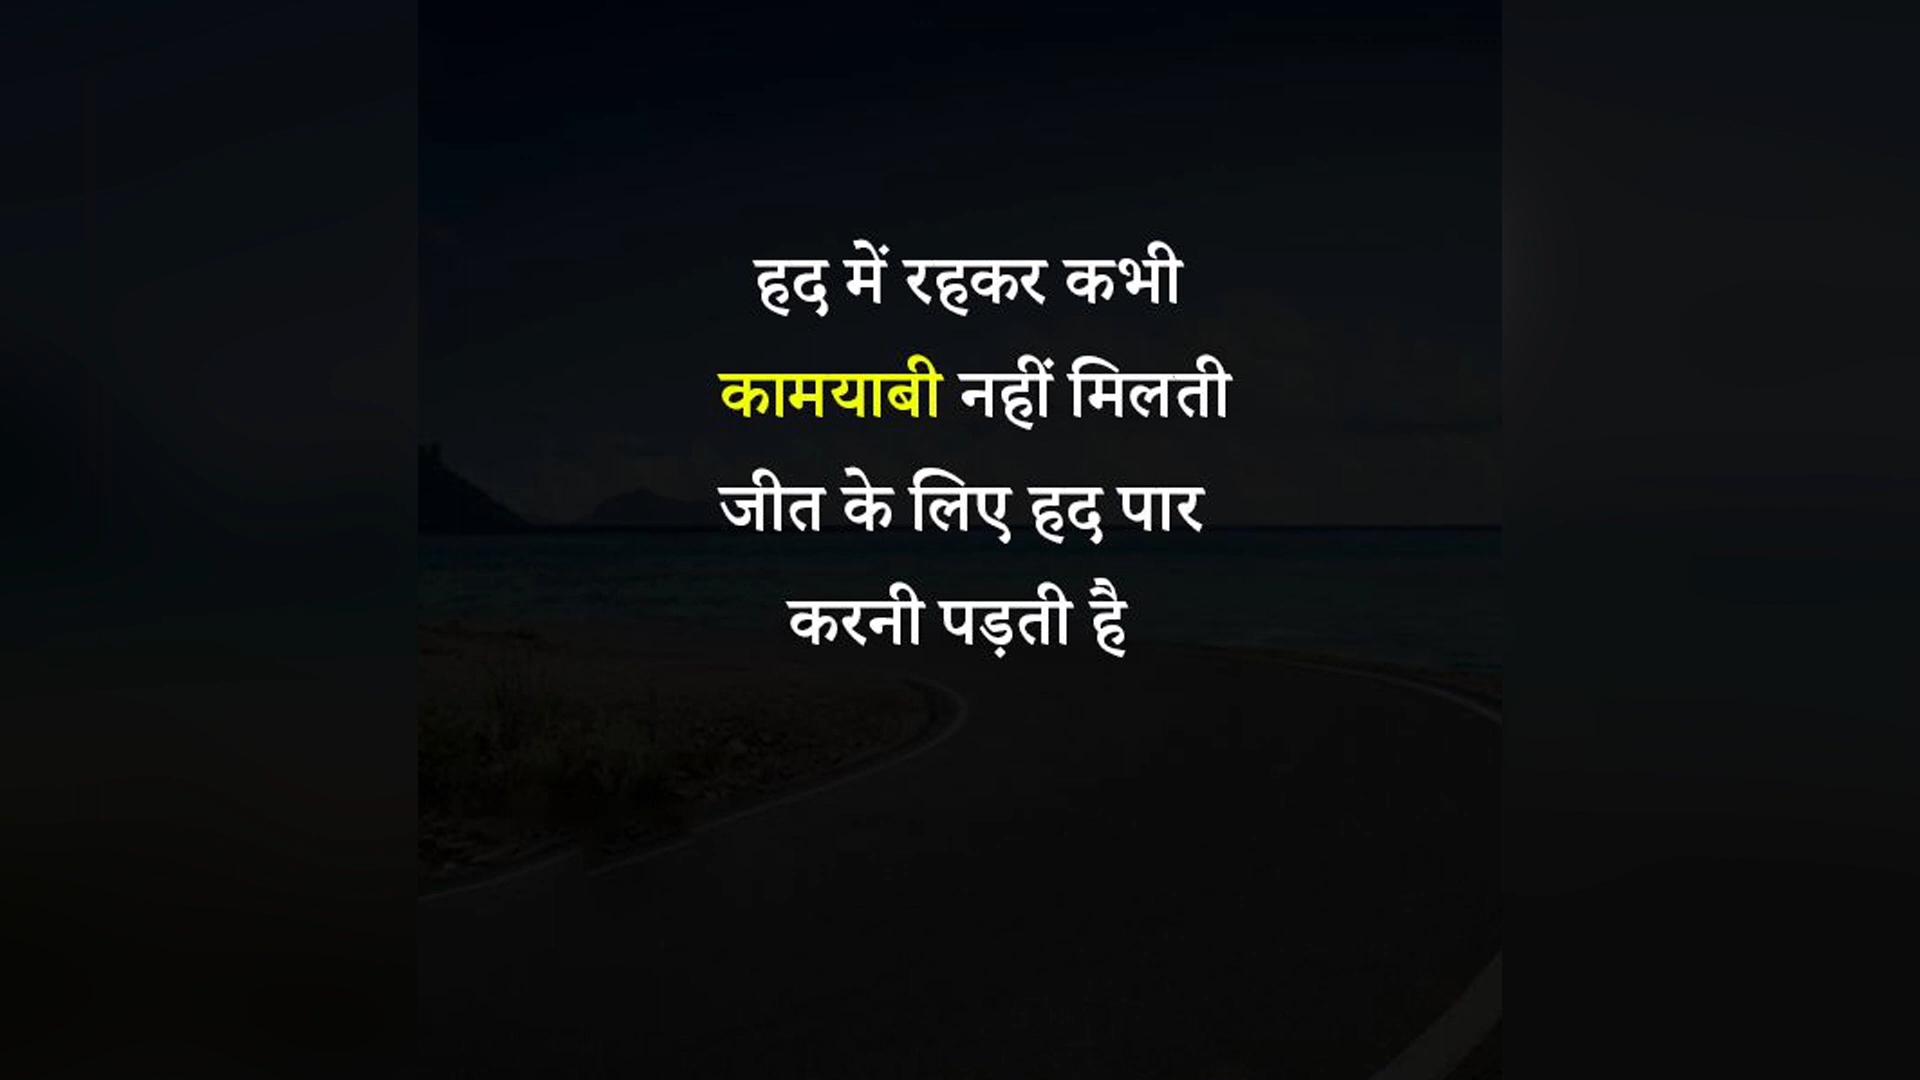 हद में रहकर कभी
कामयाबी नहीं मिलती
जीत के लिए हद पार
करनी पड़ती है